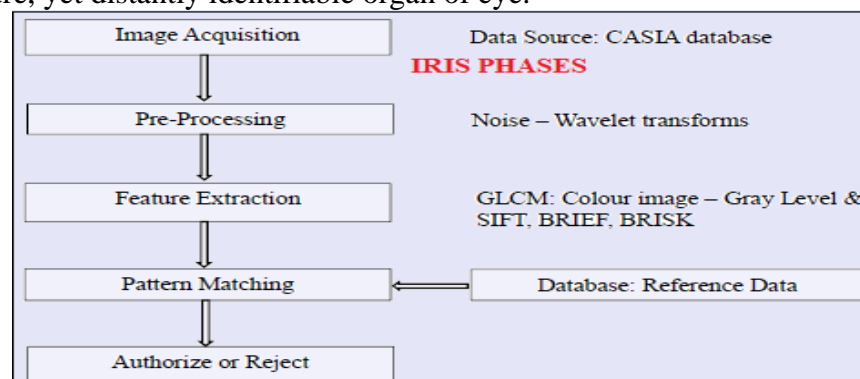 yet distantly identifiable organ of eye.
Image Acquisition
Data Source: CASIA database
IRIS PHASES
Pre-Processing
Noise – Wavelet transforms
Feature Extraction
GLCM: Colour image – Gray Level &
SIFT, BRIEF, BRISK
Pattern Matching
Database: Reference Data
Authorize or Reject